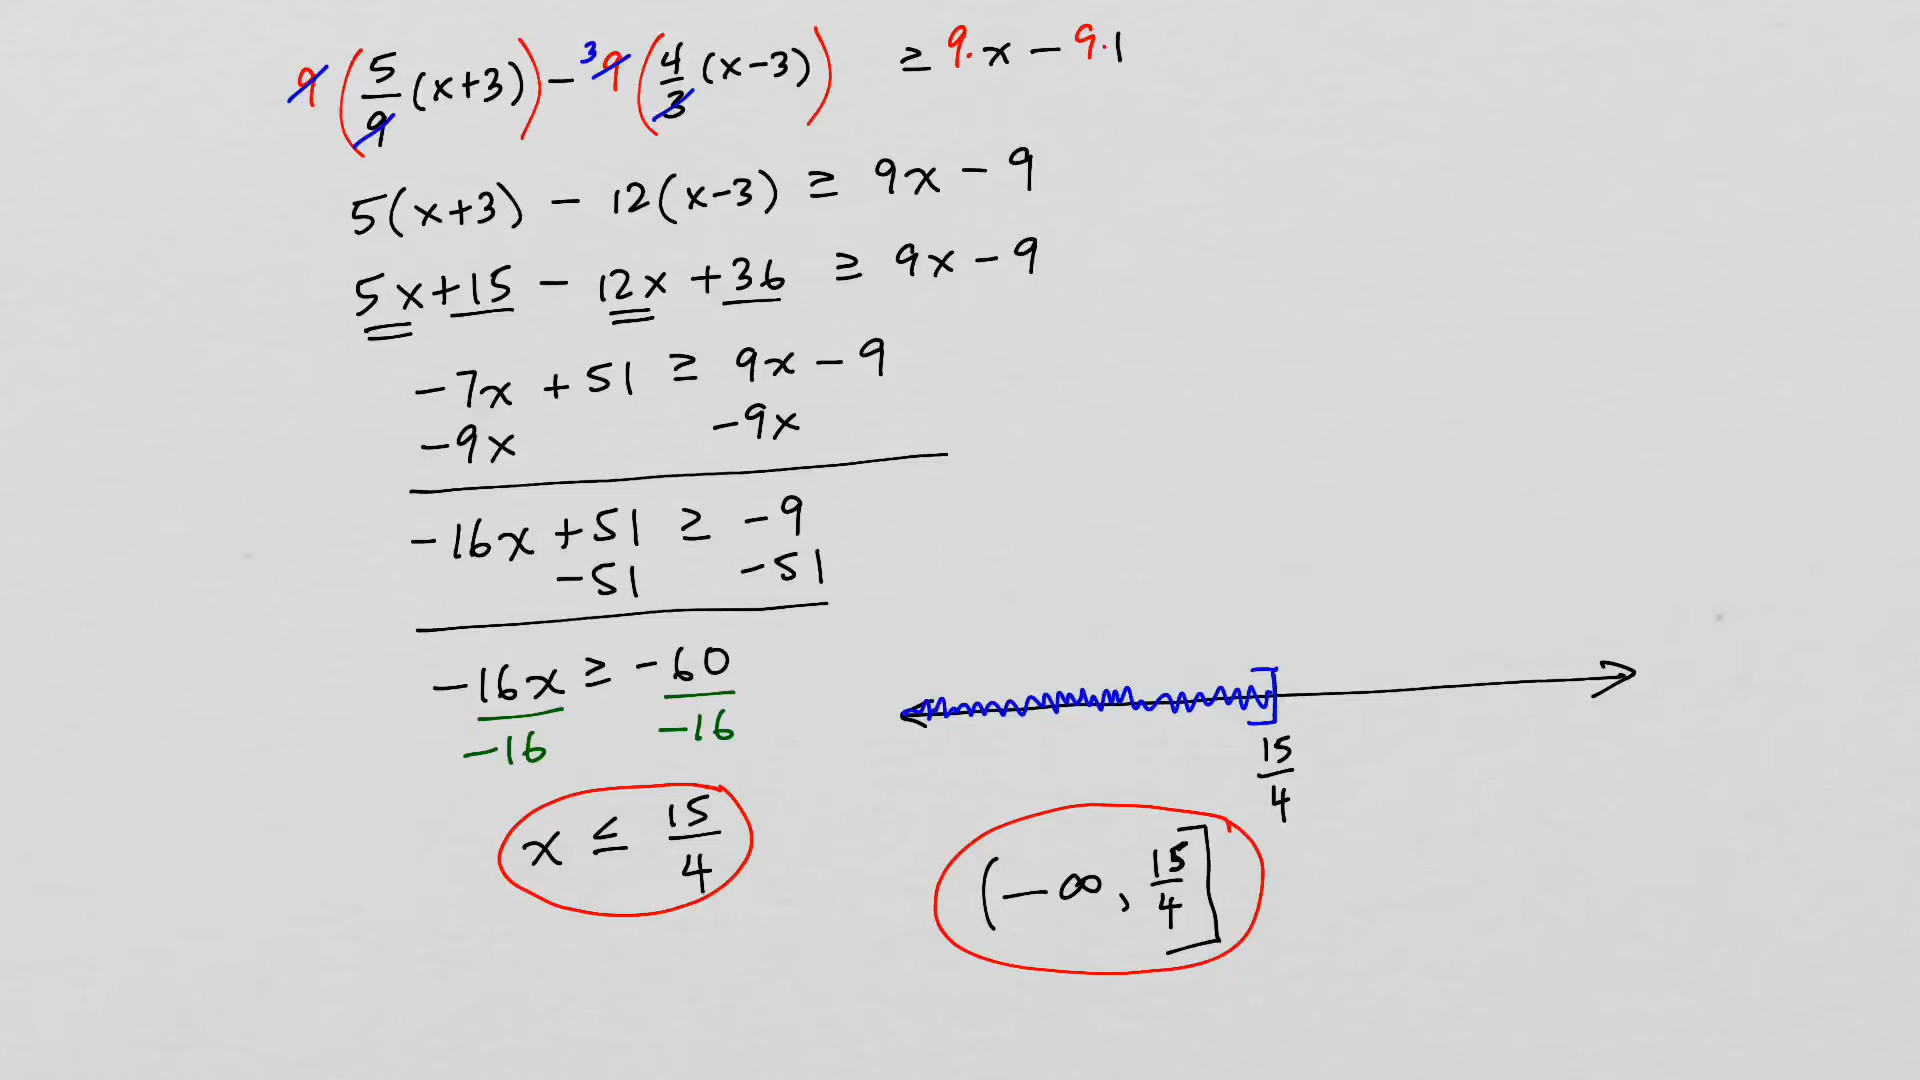 9(5/9(x+3)) - ³9(4/3(x-3)) ≥ 9·x - 9·1
5(x+3) - 12(x-3) ≥ 9x - 9
5x+15 - 12x +36 ≥ 9x - 9
-7x + 51 ≥ 9x - 9
-9x -9x
-16x +51 ≥ -9
-51 -51
-16x ≥ -60
-16 -16
x ≤ 15/4
15/4
(-∞, 15/4]